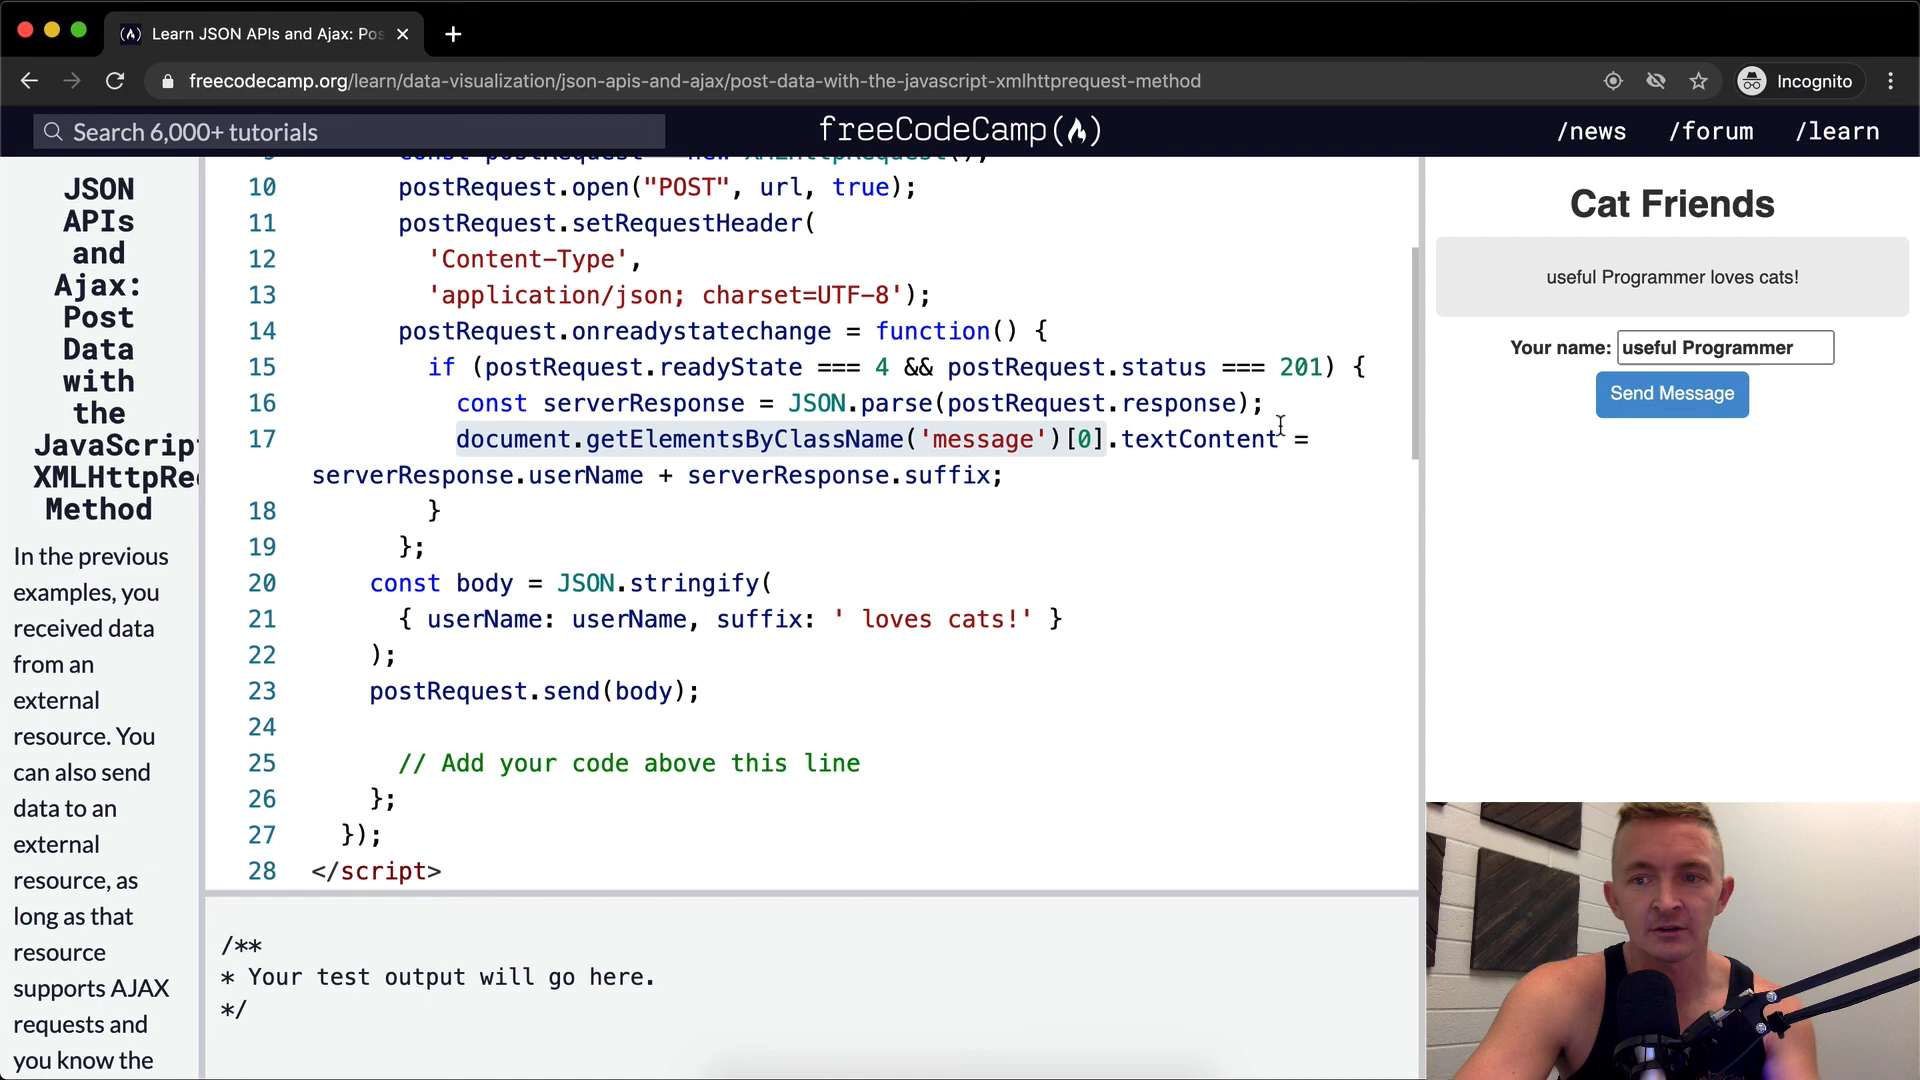 Learn JSON APIs and Ajax: Pos
freecodecamp.org/learn/data-visualization/json-apis-and-ajax/post-data-with-the-javascript-xmlhttprequest-method
Incognito
Search 6,000+ tutorials
freeCodeCamp
/news
/forum
/learn
JSON
APIs
and
Ajax:
Post
Data
with
the
JavaScript
XMLHttpRe
Method
In the previous
examples, you
received data
from an
external
resource. You
can also send
data to an
external
resource, as
long as that
resource
supports AJAX
requests and
you know the
9 const postRequest = new XMLHttpRequest();
10 postRequest.open("POST", url, true);
11 postRequest.setRequestHeader(
12 'Content-Type',
13 'application/json; charset=UTF-8');
14 postRequest.onreadystatechange = function() {
15 if (postRequest.readyState === 4 && postRequest.status === 201) {
16 const serverResponse = JSON.parse(postRequest.response);
17 document.getElementsByClassName('message')[0].textContent =
serverResponse.userName + serverResponse.suffix;
18 }
19 };
20 const body = JSON.stringify(
21 { userName: userName, suffix: ' loves cats!' }
22 );
23 postRequest.send(body);
24
25 // Add your code above this line
26 };
27 });
28 </script>
/**
* Your test output will go here.
*/
Cat Friends
useful Programmer loves cats!
Your name: useful Programmer
Send Message